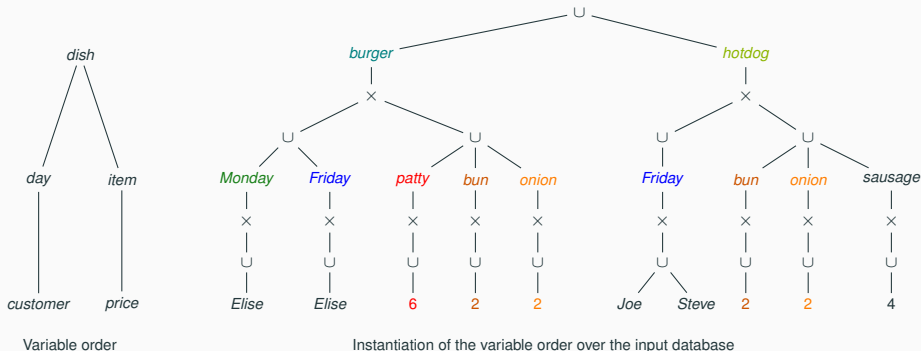 ∪
dish burger hotdog
× ×
∪ ∪ ∪ ∪
day item Monday Friday patty bun onion Friday bun onion sausage
× × × × × × × × ×
∪ ∪ ∪ ∪ ∪ ∪ ∪ ∪ ∪
customer price Elise Elise 6 2 2 Joe Steve 2 2 4
Variable order Instantiation of the variable order over the input database